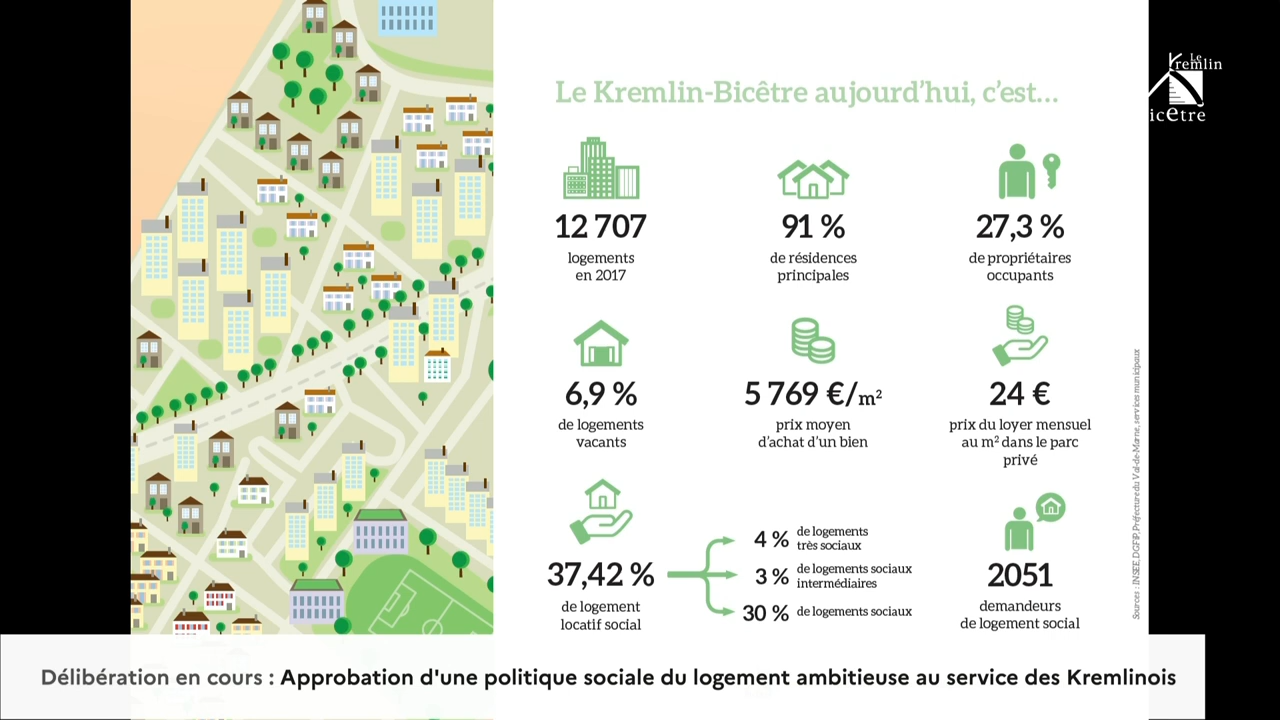 Le Kremlin-Bicêtre aujourd'hui, c'est...
12 707
logements
en 2017
91 %
de résidences
principales
27,3 %
de propriétaires
occupants
6,9 %
de logements
vacants
5 769 €/m²
prix moyen
d'achat d'un bien
24 €
prix du loyer mensuel
au m² dans le parc
privé
37,42 %
de logement
locatif social
4 %
de logements
très sociaux
3 %
de logements sociaux
intermédiaires
30 %
de logements sociaux
2051
demandeurs
de logement social
Sources : INSEE, DGFiP, Préfecture du Val-de-Marne, services municipaux
Le
Kremlin
icetre
Délibération en cours : Approbation d'une politique sociale du logement ambitieuse au service des Kremlinois